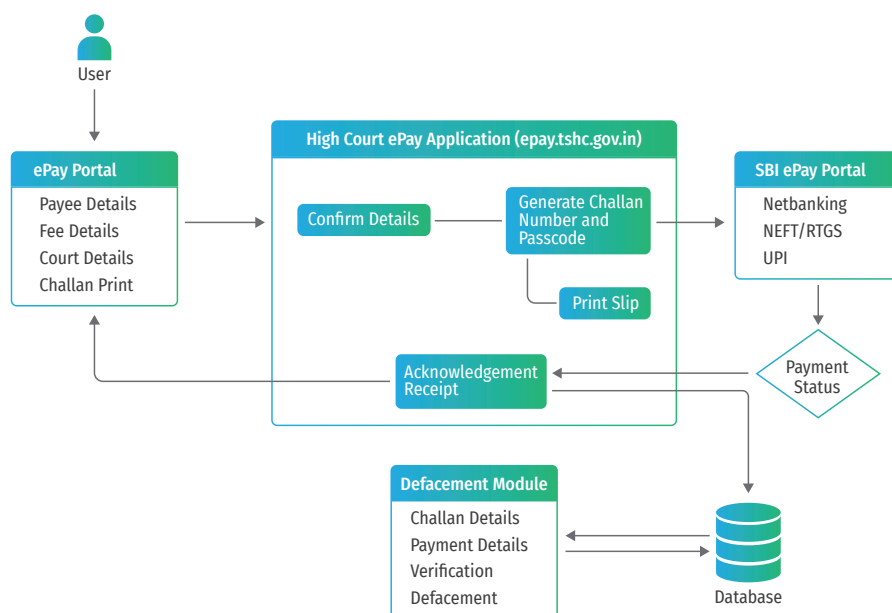 User
ePay Portal
Payee Details
Fee Details
Court Details
Challan Print
High Court ePay Application (epay.tshc.gov.in)
Confirm Details
Generate Challan
Number and
Passcode
Print Slip
Acknowledgement
Receipt
SBI ePay Portal
Netbanking
NEFT/RTGS
UPI
Payment
Status
Defacement Module
Challan Details
Payment Details
Verification
Defacement
Database